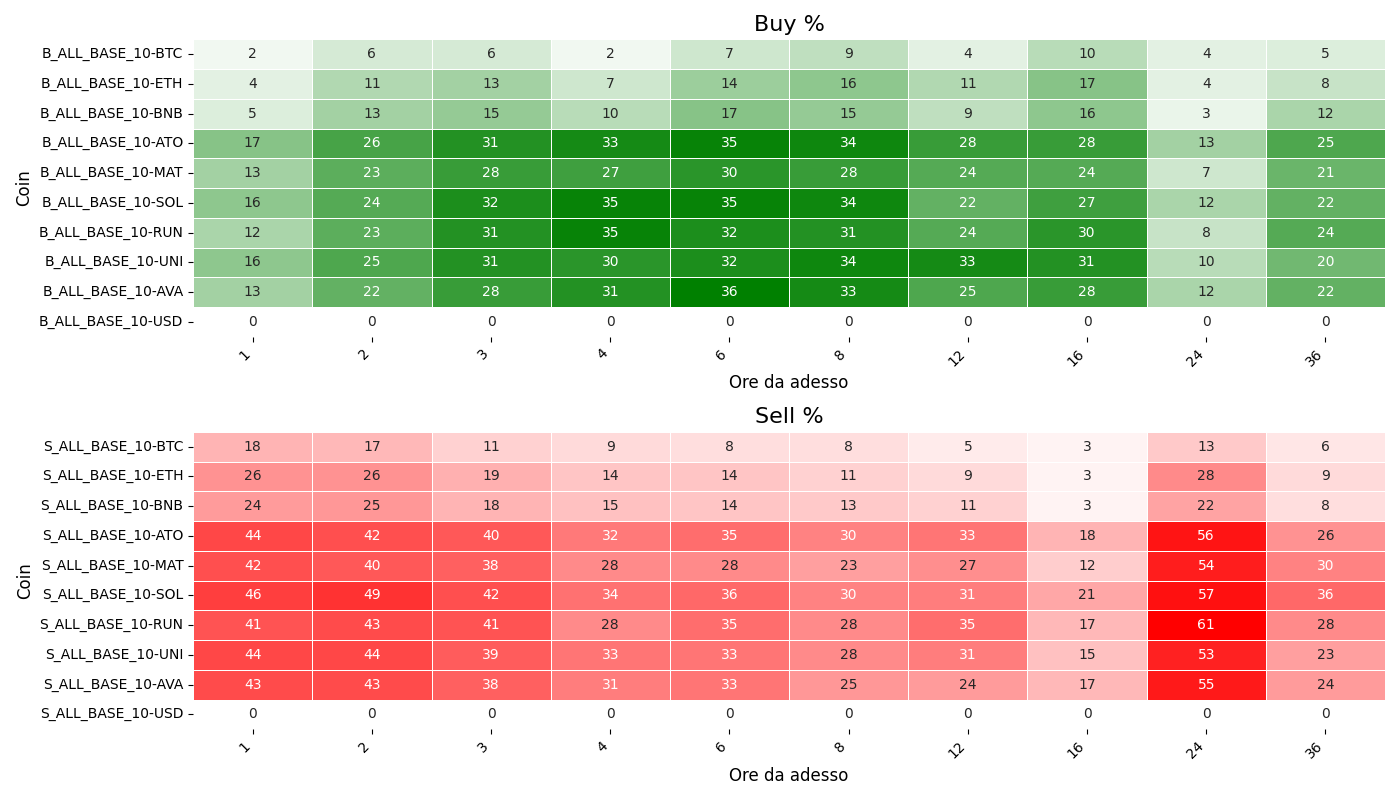 Buy %
Coin
B_ALL_BASE_10-BTC 2 6 6 2 7 9 4 10 4 5
B_ALL_BASE_10-ETH 4 11 13 7 14 16 11 17 4 8
B_ALL_BASE_10-BNB 5 13 15 10 17 15 9 16 3 12
B_ALL_BASE_10-ATO 17 26 31 33 35 34 28 28 13 25
B_ALL_BASE_10-MAT 13 23 28 27 30 28 24 24 7 21
B_ALL_BASE_10-SOL 16 24 32 35 35 34 22 27 12 22
B_ALL_BASE_10-RUN 12 23 31 35 32 31 24 30 8 24
B_ALL_BASE_10-UNI 16 25 31 30 32 34 33 31 10 20
B_ALL_BASE_10-AVA 13 22 28 31 36 33 25 28 12 22
B_ALL_BASE_10-USD 0 0 0 0 0 0 0 0 0 0
1 2 3 4 6 8 12 16 24 36
Ore da adesso
Sell %
Coin
S_ALL_BASE_10-BTC 18 17 11 9 8 8 5 3 13 6
S_ALL_BASE_10-ETH 26 26 19 14 14 11 9 3 28 9
S_ALL_BASE_10-BNB 24 25 18 15 14 13 11 3 22 8
S_ALL_BASE_10-ATO 44 42 40 32 35 30 33 18 56 26
S_ALL_BASE_10-MAT 42 40 38 28 28 23 27 12 54 30
S_ALL_BASE_10-SOL 46 49 42 34 36 30 31 21 57 36
S_ALL_BASE_10-RUN 41 43 41 28 35 28 35 17 61 28
S_ALL_BASE_10-UNI 44 44 39 33 33 28 31 15 53 23
S_ALL_BASE_10-AVA 43 43 38 31 33 25 24 17 55 24
S_ALL_BASE_10-USD 0 0 0 0 0 0 0 0 0 0
1 2 3 4 6 8 12 16 24 36
Ore da adesso